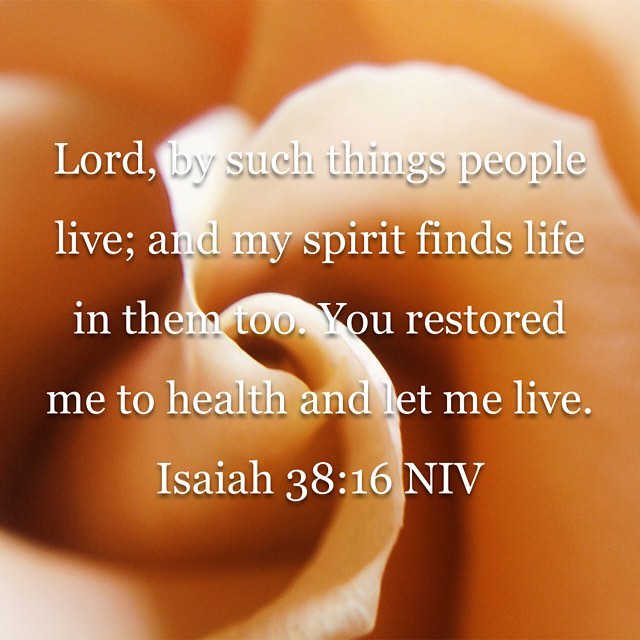 Lord, by such things people
live; and my spirit finds life
in them too. You restored
me to health and let me live.
Isaiah 38:16 NIV